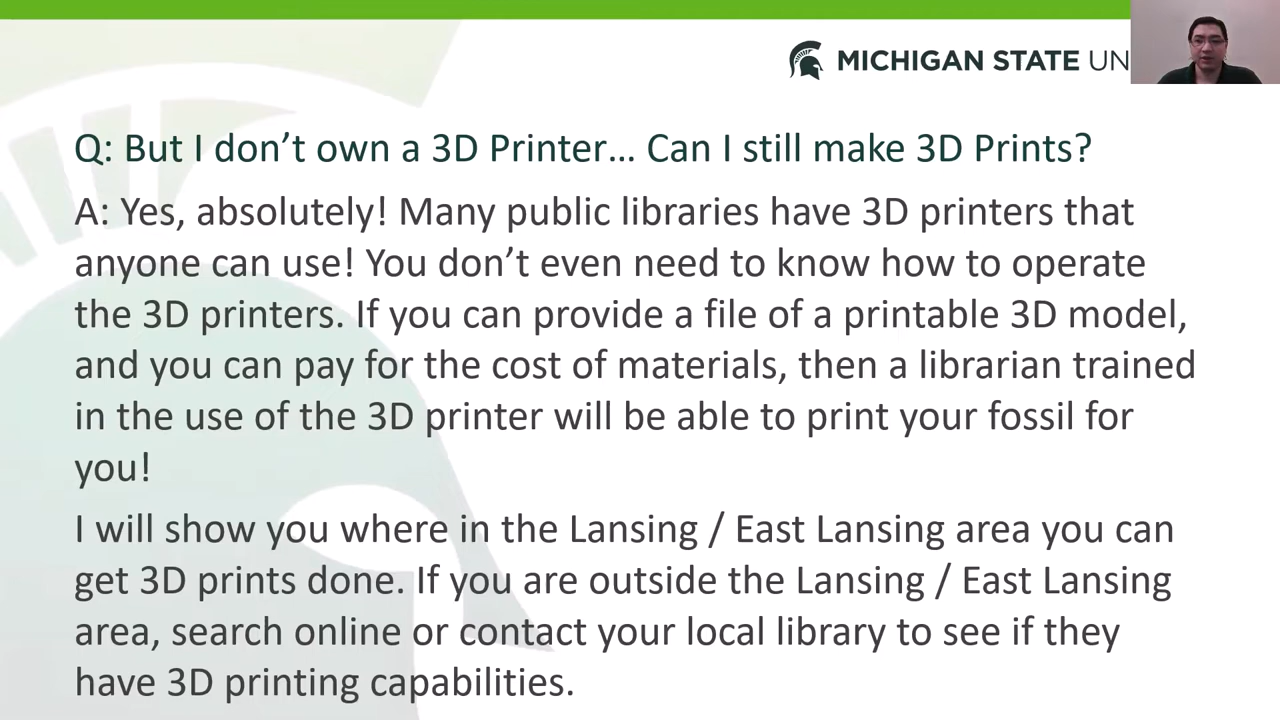 MICHIGAN STATE UN
Q: But I don’t own a 3D Printer... Can I still make 3D Prints?
A: Yes, absolutely! Many public libraries have 3D printers that
anyone can use! You don’t even need to know how to operate
the 3D printers. If you can provide a file of a printable 3D model,
and you can pay for the cost of materials, then a librarian trained
in the use of the 3D printer will be able to print your fossil for
you!
I will show you where in the Lansing / East Lansing area you can
get 3D prints done. If you are outside the Lansing / East Lansing
area, search online or contact your local library to see if they
have 3D printing capabilities.